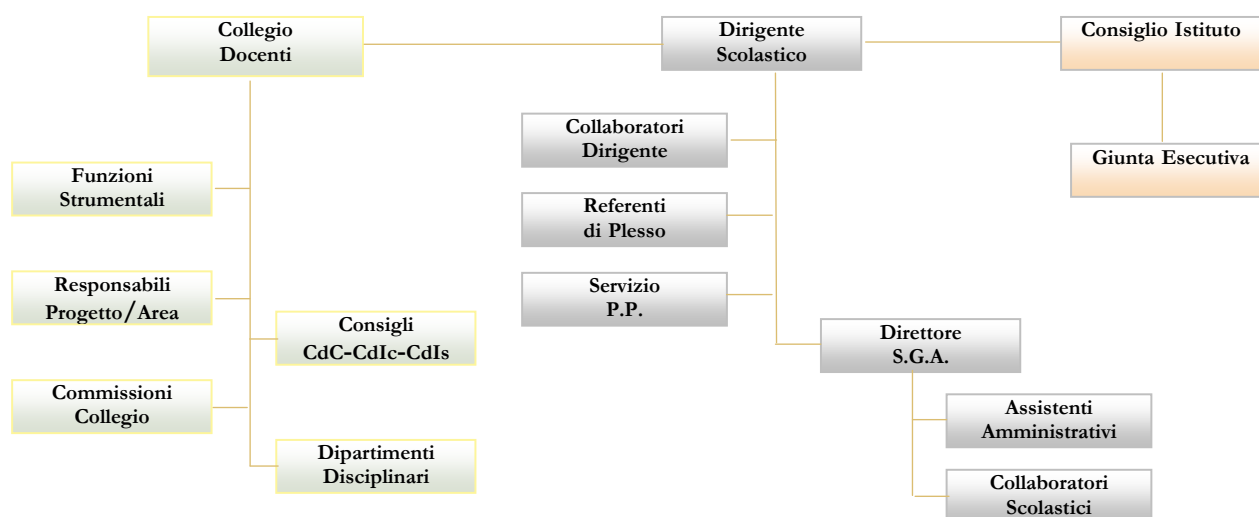 Collegio
Docenti
Dirigente
Scolastico
Consiglio Istituto
Collaboratori
Dirigente
Giunta Esecutiva
Funzioni
Strumentali
Referenti
di Plesso
Responsabili
Progetto/Area
Servizio
P.P.
Consigli
CdC-CdIc-CdIs
Direttore
S.G.A.
Commissioni
Collegio
Assistenti
Amministrativi
Dipartimenti
Disciplinari
Collaboratori
Scolastici